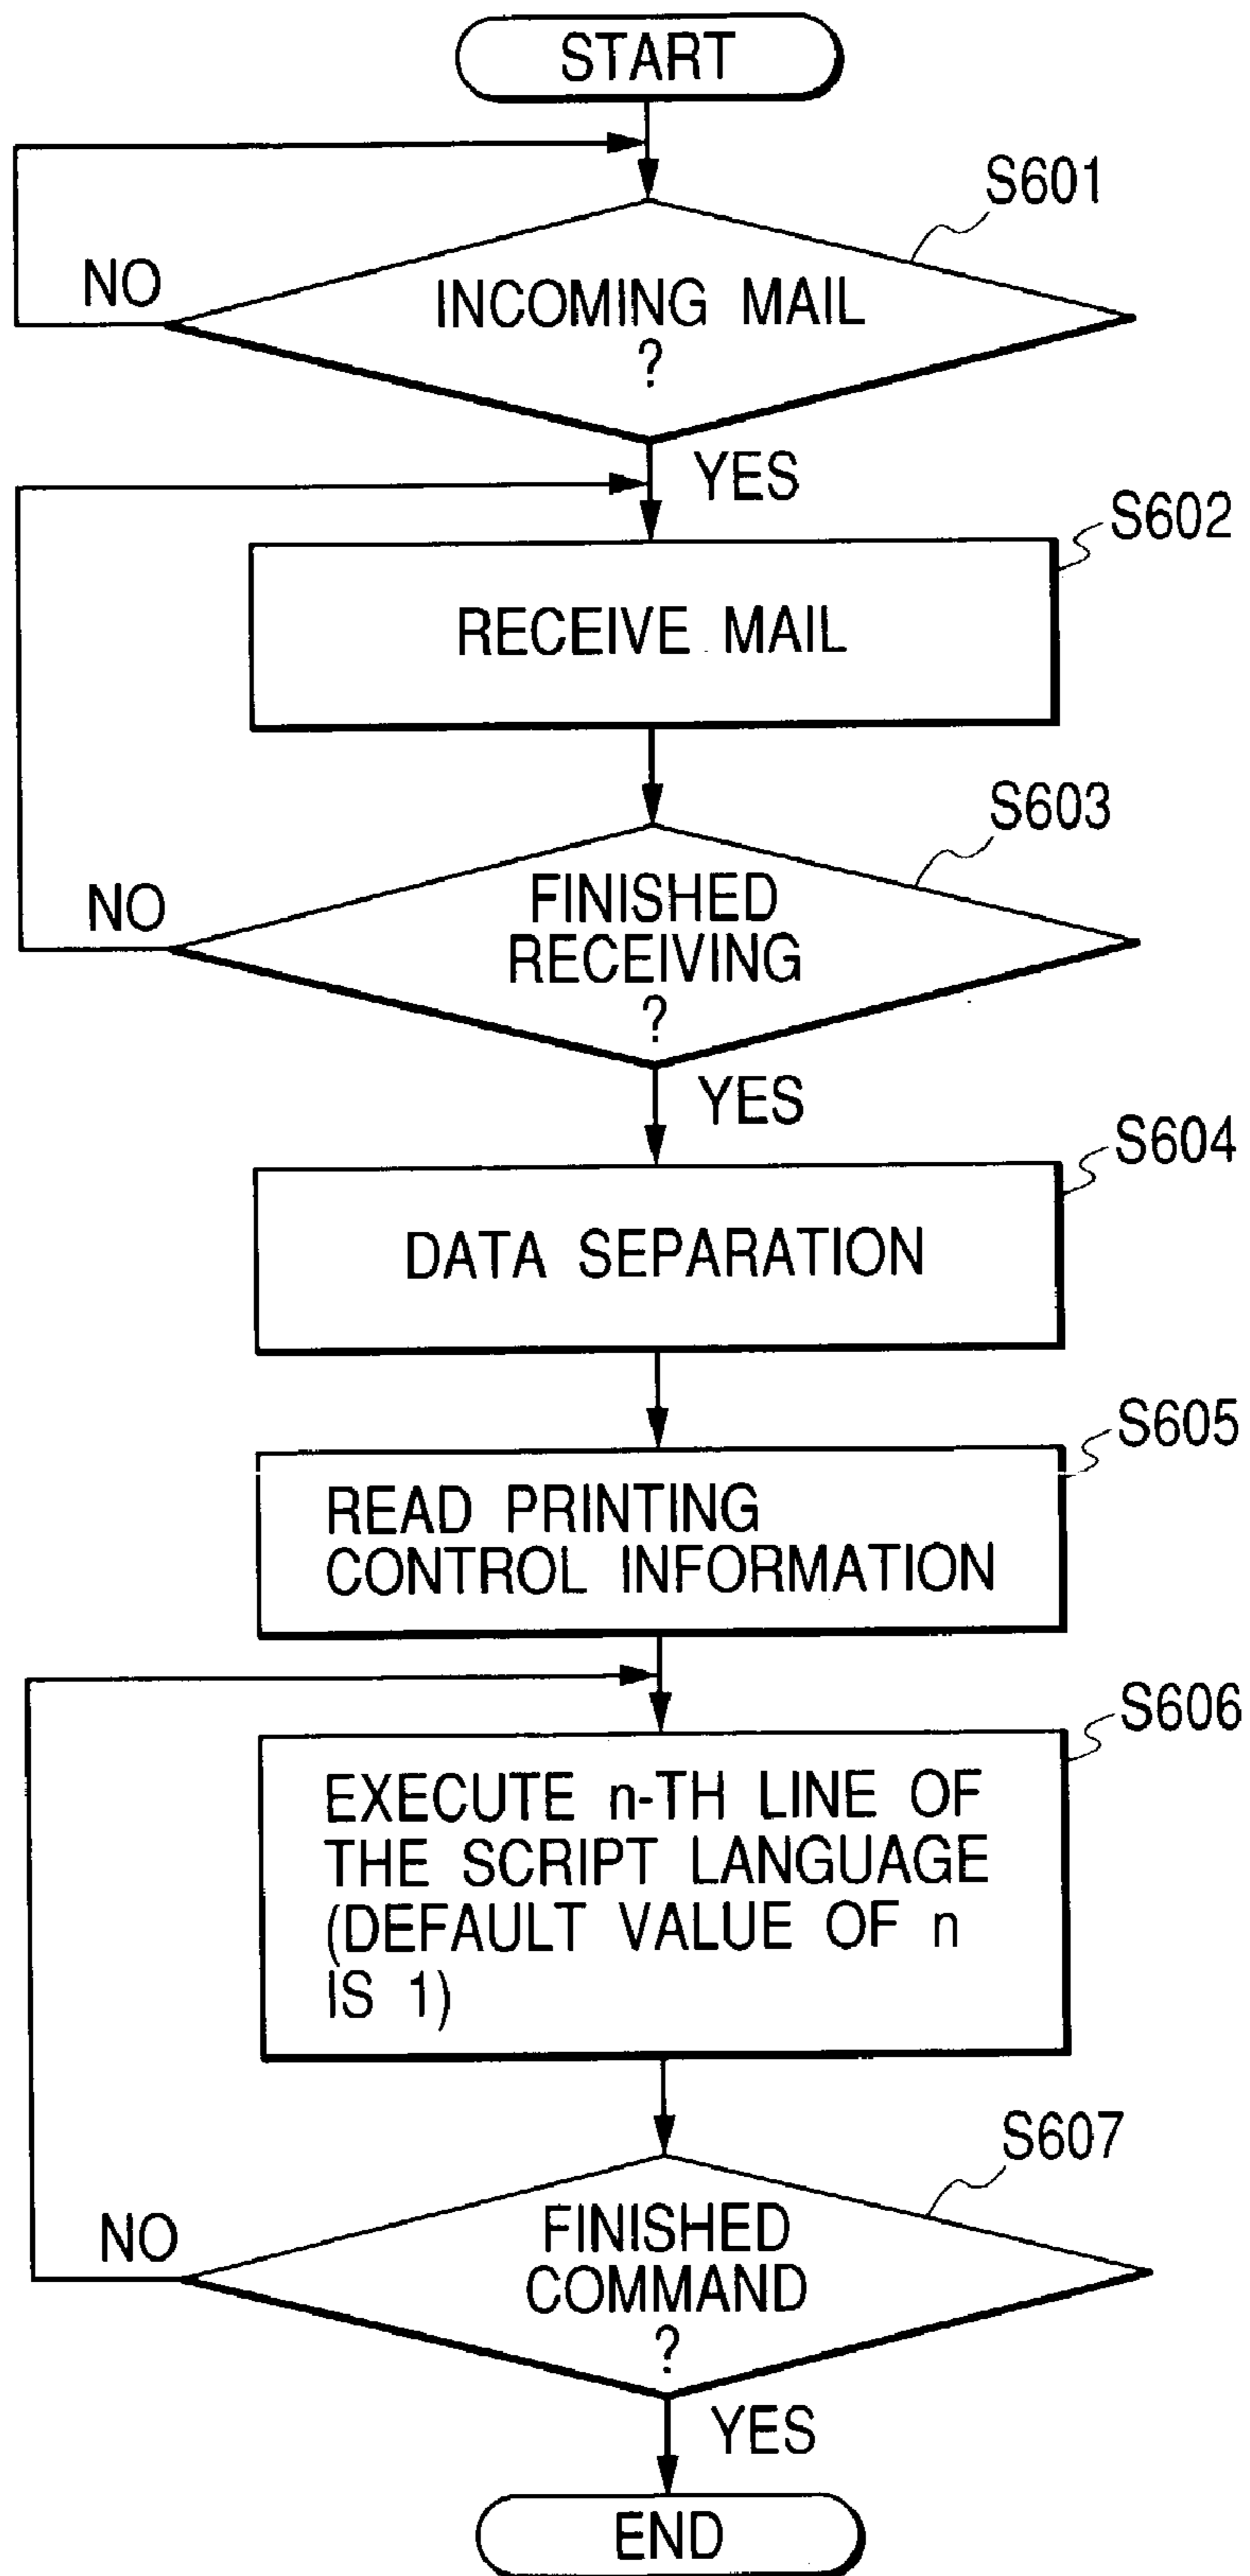 START
S601
NO
INCOMING MAIL
?
YES
S602
RECEIVE MAIL
S603
NO
FINISHED
RECEIVING
?
YES
S604
DATA SEPARATION
S605
READ PRINTING
CONTROL INFORMATION
S606
EXECUTE n-TH LINE OF
THE SCRIPT LANGUAGE
(DEFAULT VALUE OF n
IS 1)
S607
NO
FINISHED
COMMAND
?
YES
END